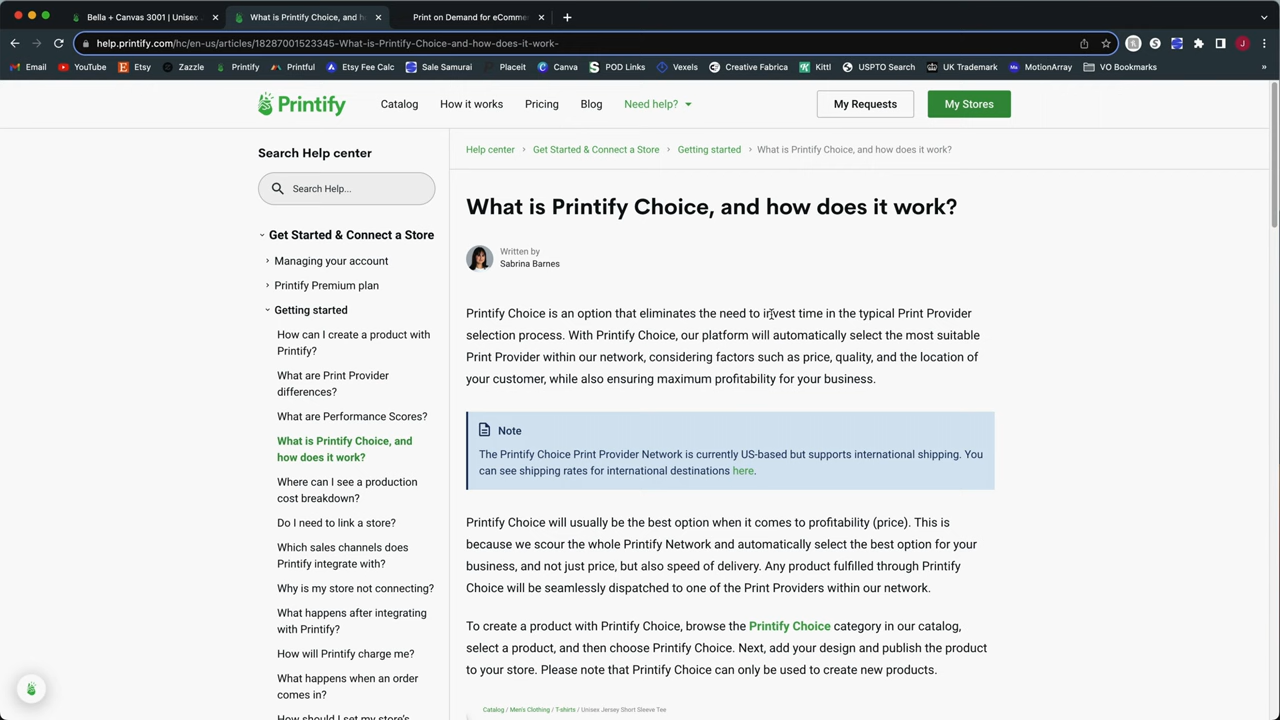 Bella + Canvas 3001 | Unisex
What is Printify Choice, and h
Print on Demand for eComme
help.printify.com/hc/en-us/articles/18287001523345-What-is-Printify-Choice-and-how-does-it-work-
Email YouTube Etsy Zazzle Printify Printful Etsy Fee Calc Sale Samurai Placeit Canva POD Links Vexels Creative Fabrica Kittl USPTO Search UK Trademark MotionArray VO Bookmarks
Printify Catalog How it works Pricing Blog Need help? My Requests My Stores
Search Help center
Search Help...
Get Started & Connect a Store
Managing your account
Printify Premium plan
Getting started
How can I create a product with
Printify?
What are Print Provider
differences?
What are Performance Scores?
What is Printify Choice, and
how does it work?
Where can I see a production
cost breakdown?
Do I need to link a store?
Which sales channels does
Printify integrate with?
Why is my store not connecting?
What happens after integrating
with Printify?
How will Printify charge me?
What happens when an order
comes in?
How should I set my store's
Help center › Get Started & Connect a Store › Getting started › What is Printify Choice, and how does it work?
What is Printify Choice, and how does it work?
Written by
Sabrina Barnes
Printify Choice is an option that eliminates the need to invest time in the typical Print Provider
selection process. With Printify Choice, our platform will automatically select the most suitable
Print Provider within our network, considering factors such as price, quality, and the location of
your customer, while also ensuring maximum profitability for your business.
Note
The Printify Choice Print Provider Network is currently US-based but supports international shipping. You
can see shipping rates for international destinations here.
Printify Choice will usually be the best option when it comes to profitability (price). This is
because we scour the whole Printify Network and automatically select the best option for your
business, and not just price, but also speed of delivery. Any product fulfilled through Printify
Choice will be seamlessly dispatched to one of the Print Providers within our network.
To create a product with Printify Choice, browse the Printify Choice category in our catalog,
select a product, and then choose Printify Choice. Next, add your design and publish the product
to your store. Please note that Printify Choice can only be used to create new products.
Catalog / Men's Clothing / T-shirts / Unisex Jersey Short Sleeve Tee